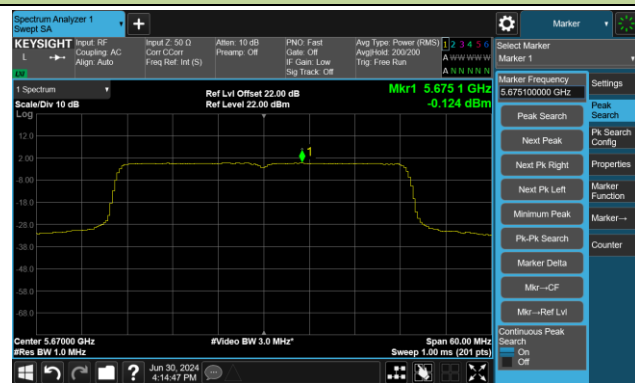 Spectrum Analyzer 1
Swept SA
+
Marker
KEYSIGHT
L
Input: RF
Coupling: AC
Align: Auto
Input Z: 50 Ω
Corr CCorr
Freq Ref: Int (S)
Atten: 10 dB
Preamp: Off
PNO: Fast
Gate: Off
IF Gain: Low
Sig Track: Off
Avg Type: Power (RMS)
Avg|Hold: 200/200
Trig: Free Run
1 2 3 4 5 6
A W W W W W
A N N N N N
Select Marker
Marker 1
1 Spectrum
Scale/Div 10 dB
Log
Ref Lvl Offset 22.00 dB
Ref Level 22.00 dBm
Mkr1 5.675 1 GHz
-0.124 dBm
12.0
2.00
-8.00
-18.0
-28.0
-38.0
-48.0
-58.0
-68.0
1
Center 5.67000 GHz
#Res BW 1.0 MHz
#Video BW 3.0 MHz*
Span 60.00 MHz
Sweep 1.00 ms (201 pts)
Marker Frequency
5.675100000 GHz
Peak Search
Next Peak
Next Pk Right
Next Pk Left
Minimum Peak
Pk-Pk Search
Marker Delta
Mkr→CF
Mkr→Ref Lvl
Continuous Peak
Search
On
Off
Settings
Peak
Search
Pk Search
Config
Properties
Marker
Function
Marker→
Counter
?
Jun 30, 2024
4:14:47 PM